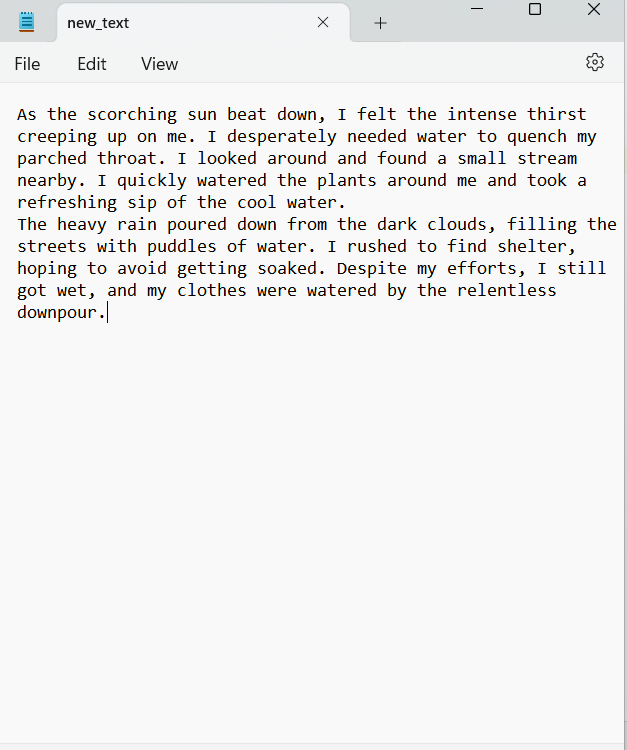 new_text
File Edit View
As the scorching sun beat down, I felt the intense thirst
creeping up on me. I desperately needed water to quench my
parched throat. I looked around and found a small stream
nearby. I quickly watered the plants around me and took a
refreshing sip of the cool water.
The heavy rain poured down from the dark clouds, filling the
streets with puddles of water. I rushed to find shelter,
hoping to avoid getting soaked. Despite my efforts, I still
got wet, and my clothes were watered by the relentless
downpour.